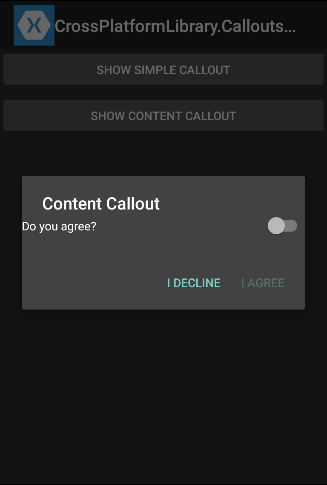 CrossPlatformLibrary.Callouts...
SHOW SIMPLE CALLOUT
SHOW CONTENT CALLOUT
Content Callout
Do you agree?
I DECLINE
I AGREE